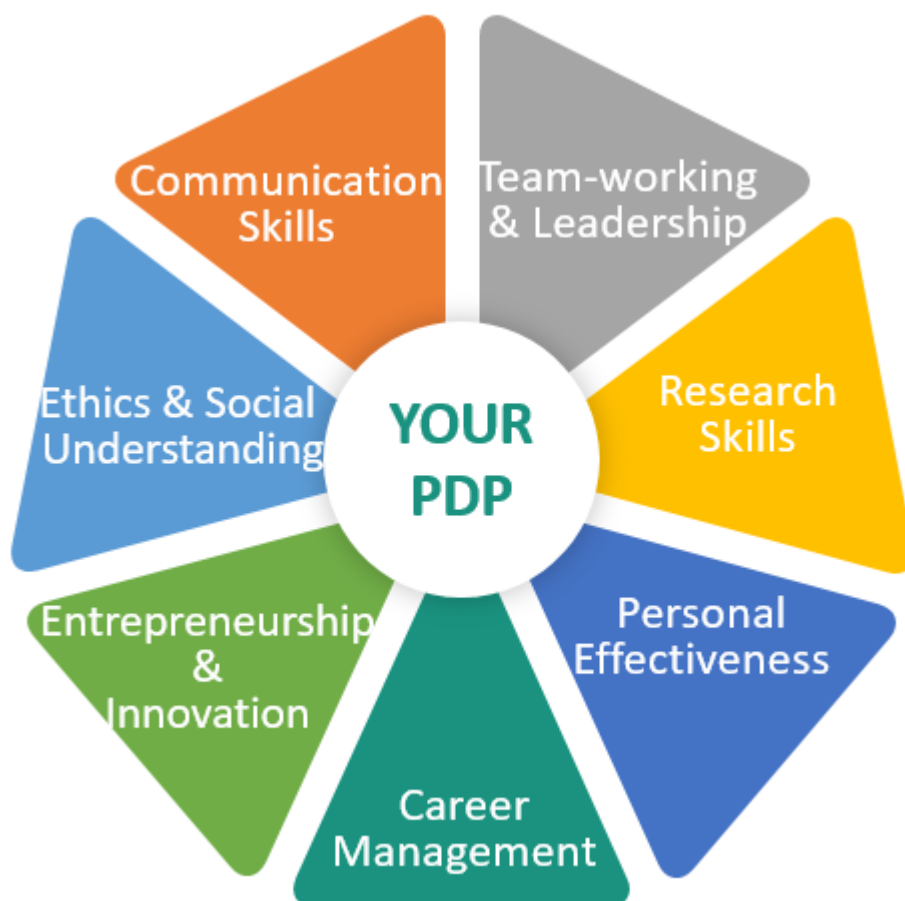 Communication
Skills
Team-working
& Leadership
Research
Skills
Personal
Effectiveness
Career
Management
Entrepreneurship
&
Innovation
Ethics & Social
Understanding
YOUR
PDP